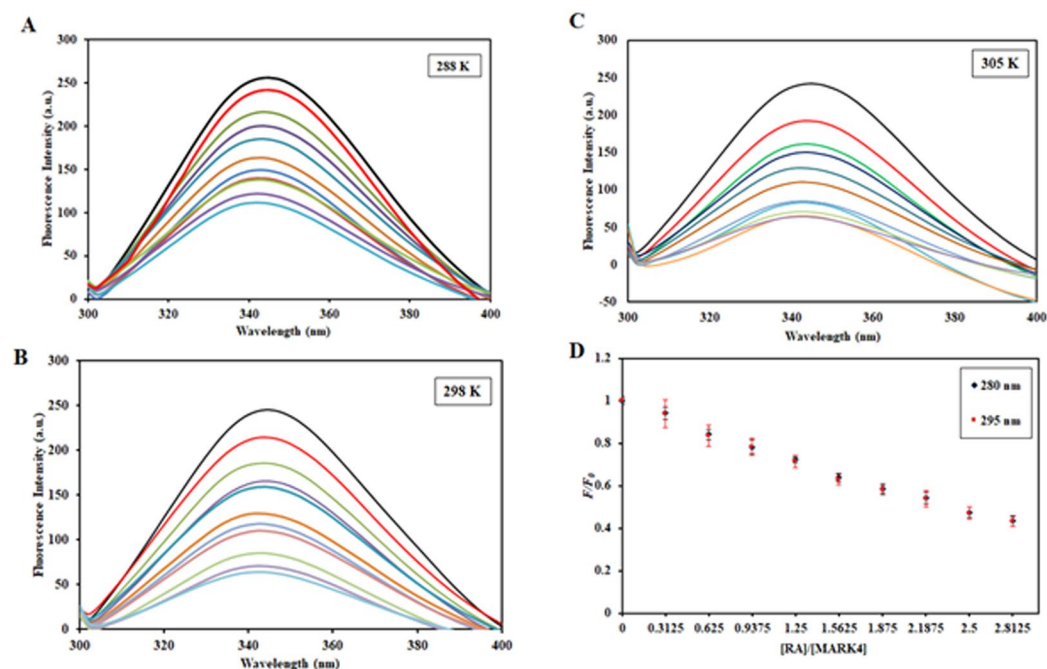 A
300
250
200
150
100
50
0
300 320 340 360 380 400
Fluorescence Intensity (a.u.)
Wavelength (nm)
288 K
B
300
250
200
150
100
50
0
300 320 340 360 380 400
Fluorescence Intensity (a.u.)
Wavelength (nm)
298 K
C
300
250
200
150
100
50
0
-50
300 320 340 360 380 400
Fluorescence Intensity (a.u.)
Wavelength (nm)
305 K
D
1.2
1
0.8
0.6
0.4
0.2
0
0 0.3125 0.625 0.9375 1.25 1.5625 1.875 2.1875 2.5 2.8125
F/F0
[RA]/[MARK4]
280 nm
295 nm